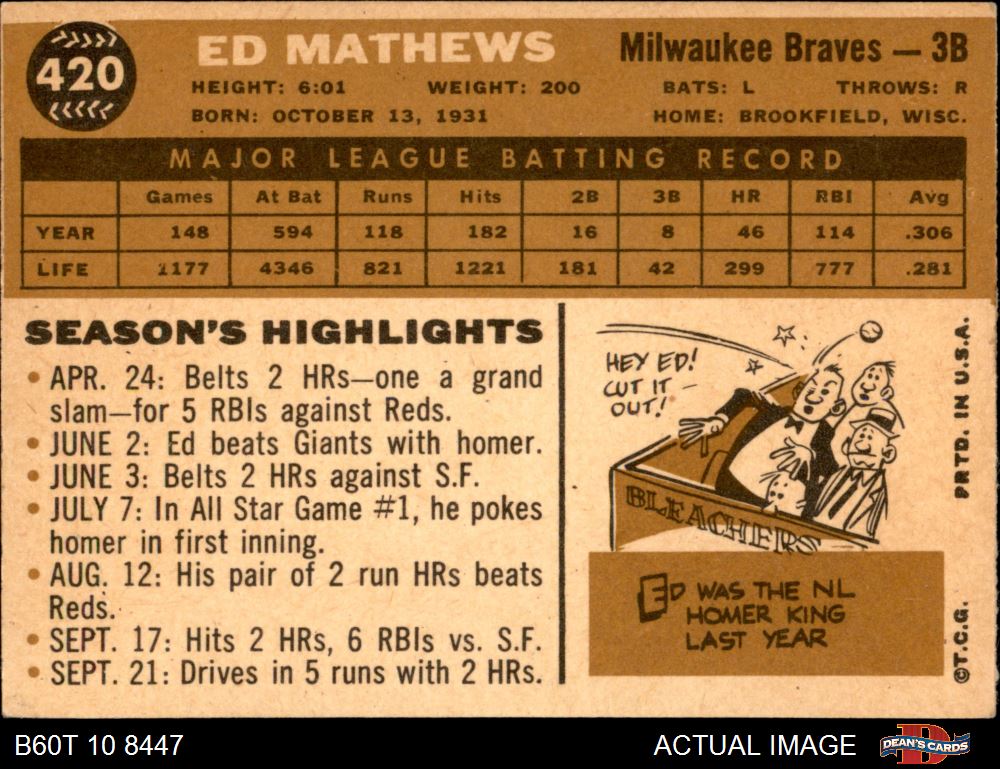 420
ED MATHEWS
Milwaukee Braves — 3B
HEIGHT: 6:01 WEIGHT: 200 BATS: L THROWS: R
BORN: OCTOBER 13, 1931 HOME: BROOKFIELD, WISC.
MAJOR LEAGUE BATTING RECORD
Games At Bat Runs Hits 2B 3B HR RBI Avg
YEAR 148 594 118 182 16 8 46 114 .306
LIFE 1177 4346 821 1221 181 42 299 777 .281
SEASON'S HIGHLIGHTS
• APR. 24: Belts 2 HRs—one a grand
slam—for 5 RBIs against Reds.
• JUNE 2: Ed beats Giants with homer.
• JUNE 3: Belts 2 HRs against S.F.
• JULY 7: In All Star Game #1, he pokes
homer in first inning.
• AUG. 12: His pair of 2 run HRs beats
Reds.
• SEPT. 17: Hits 2 HRs, 6 RBIs vs. S.F.
• SEPT. 21: Drives in 5 runs with 2 HRs.
HEY ED!
CUT IT
OUT!
BLEACHERS
ED WAS THE NL
HOMER KING
LAST YEAR
©T.C.G. PRTD. IN U.S.A.
B60T 10 8447
ACTUAL IMAGE
DEAN'S CARDS